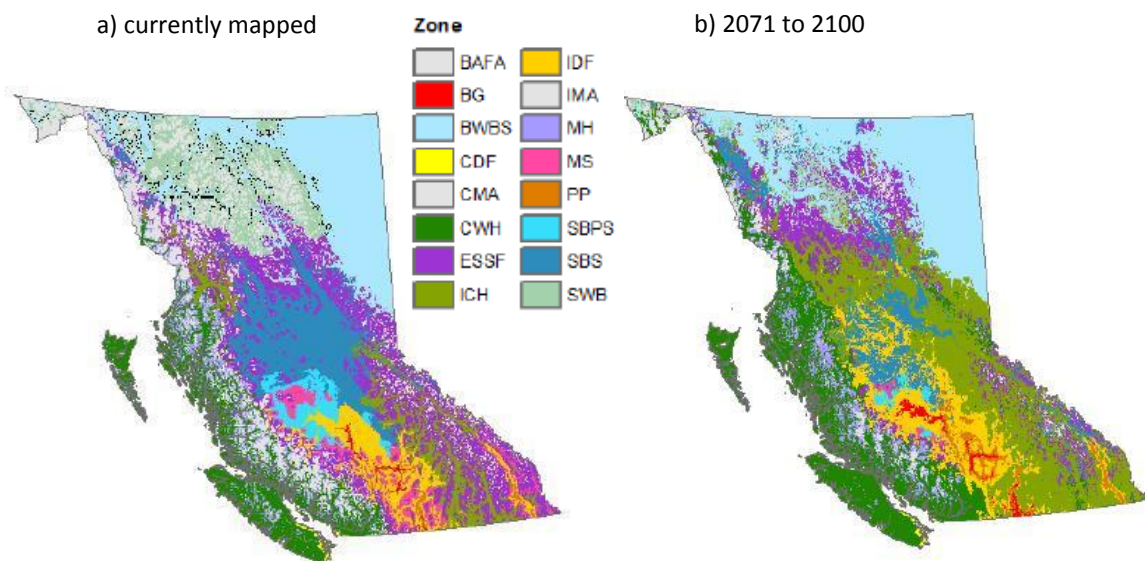 a) currently mapped
Zone
b) 2071 to 2100
BAFA
IDF
BG
IMA
BWBS
MH
CDF
MS
CMA
PP
CWH
SBPS
ESSF
SBS
ICH
SWB